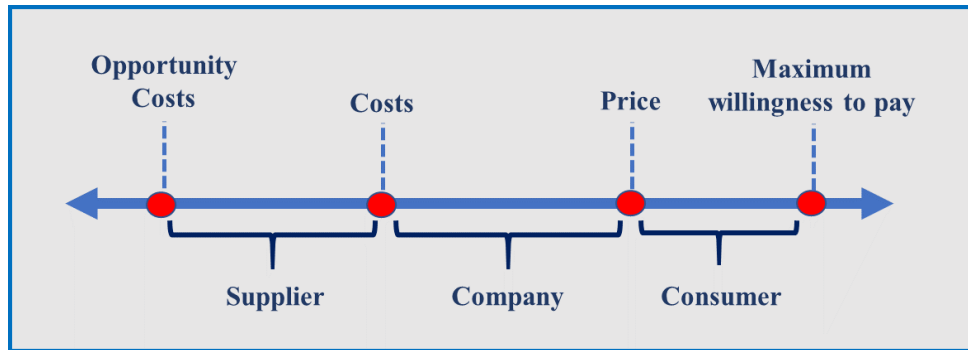 Opportunity
Costs
Costs
Price
Maximum
willingness to pay
Supplier
Company
Consumer